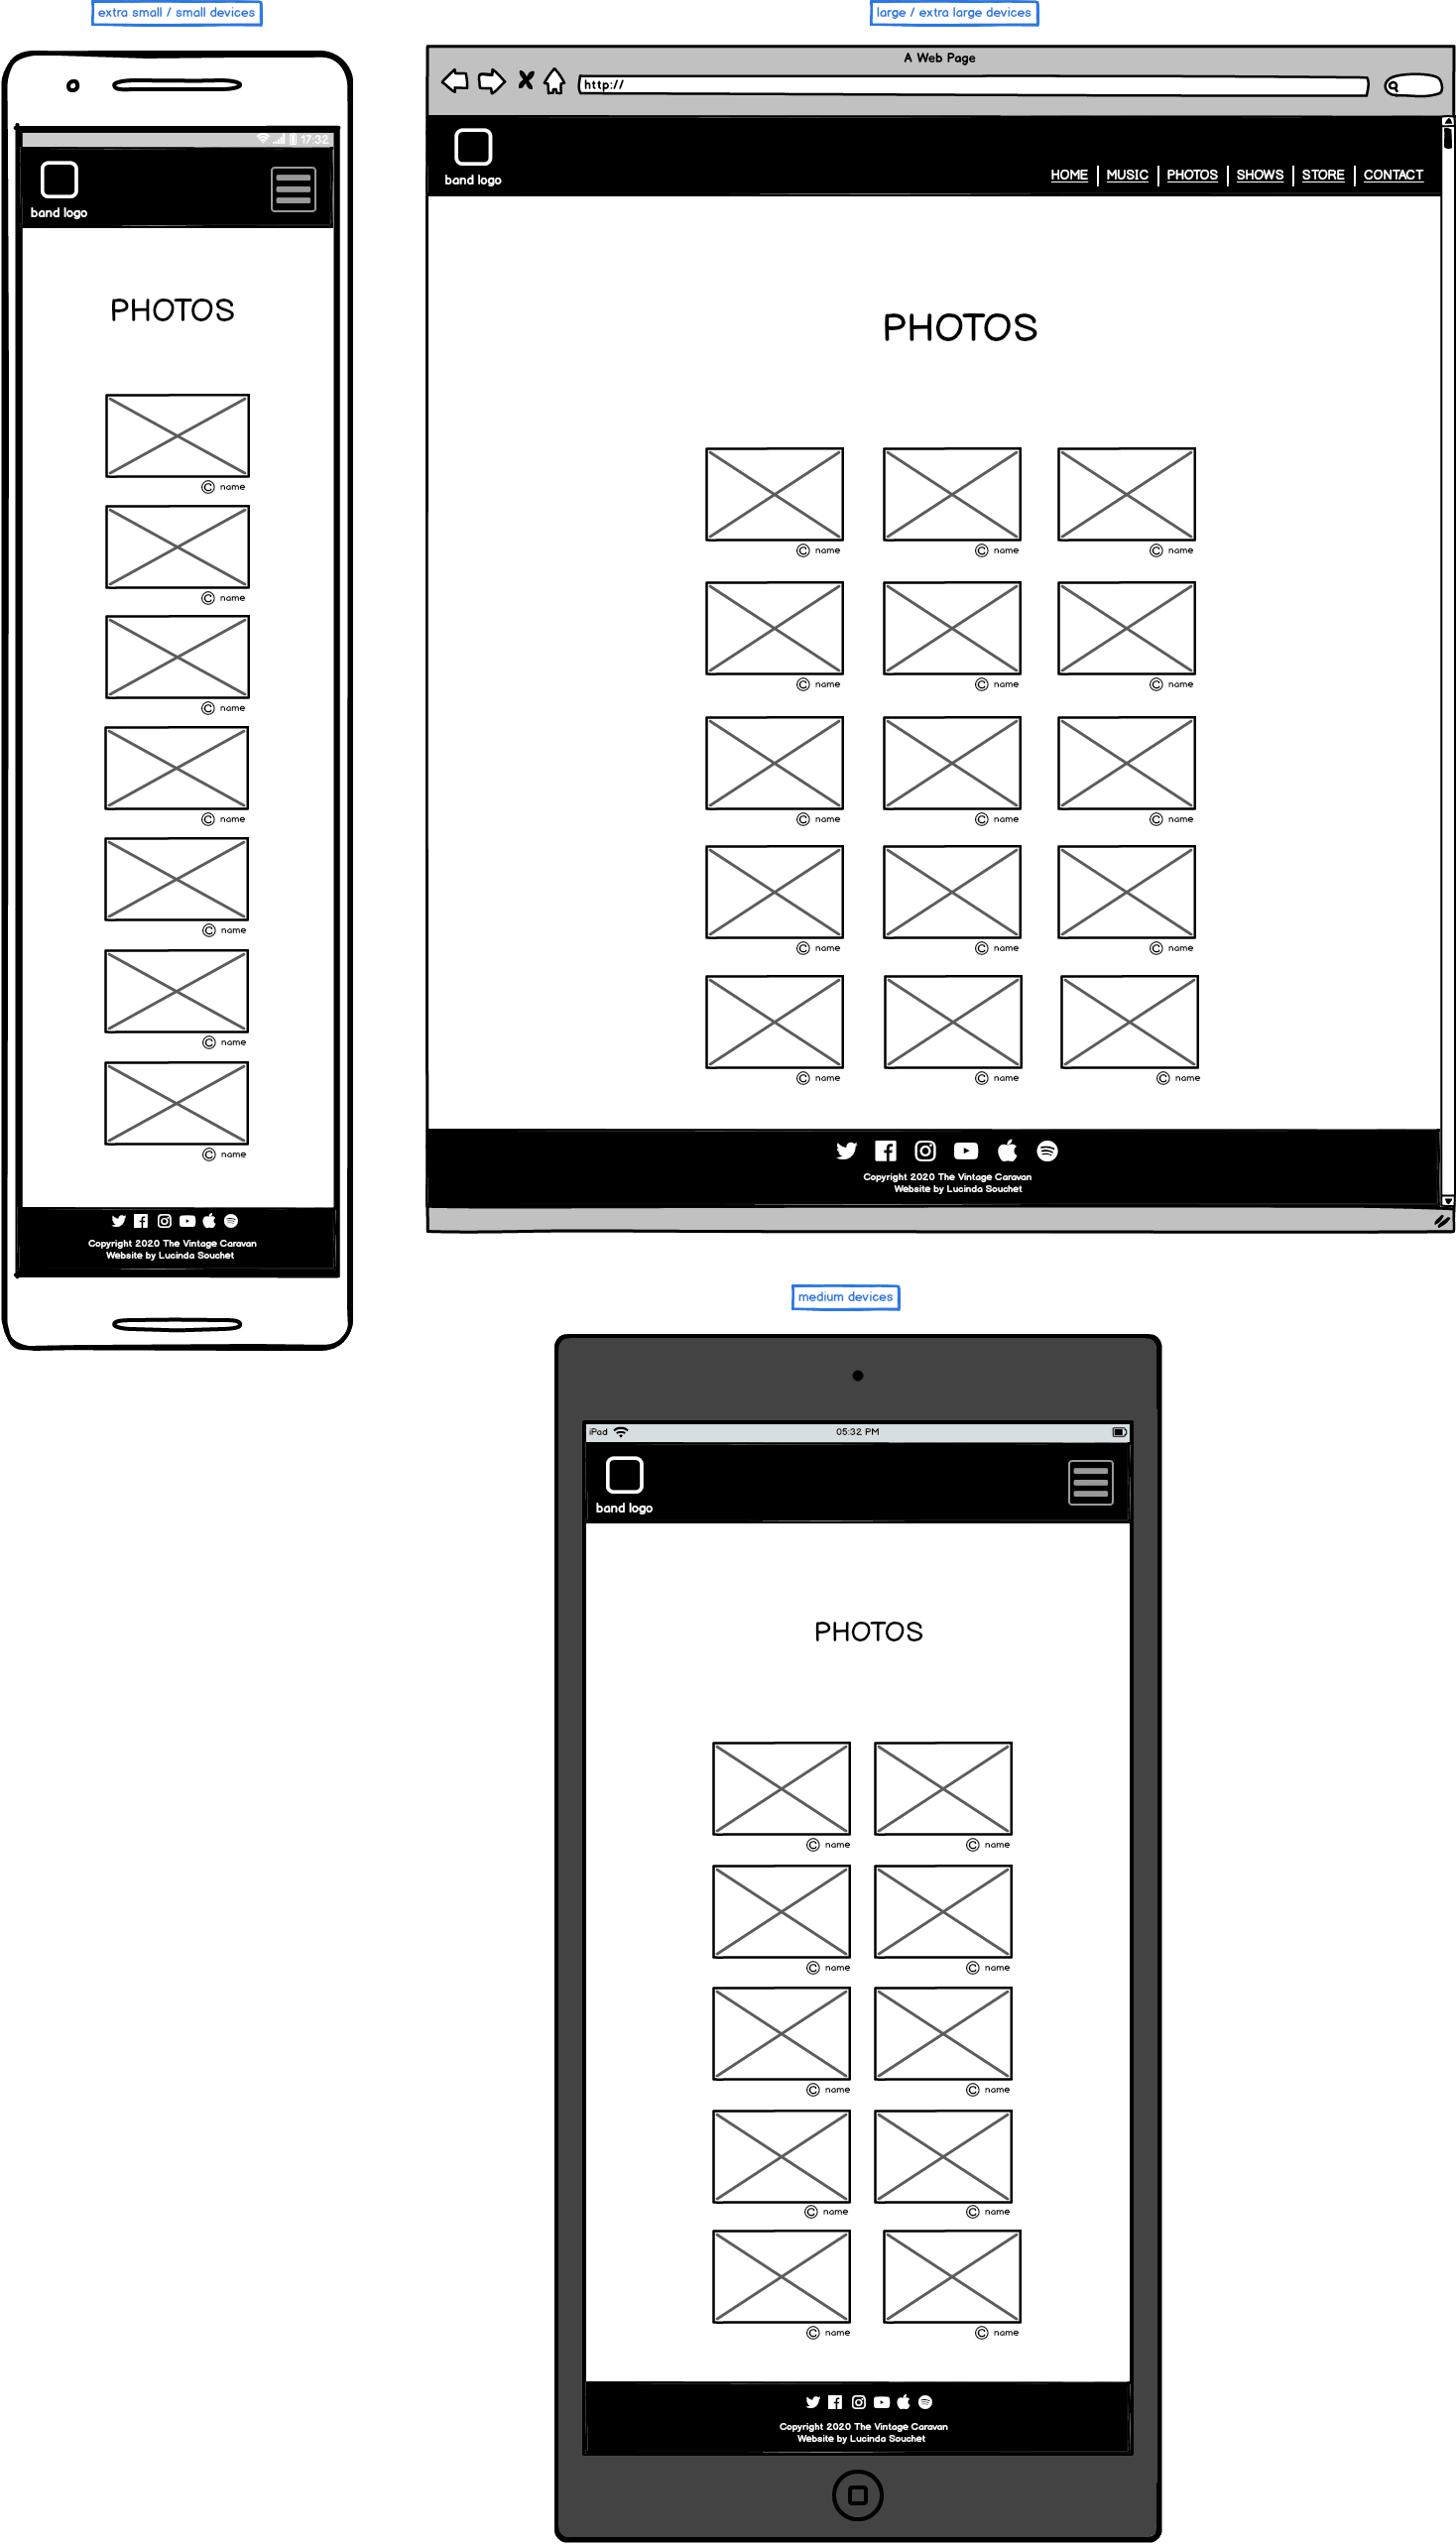 extra small / small devices
17:32
band logo
PHOTOS
© name
© name
© name
© name
© name
© name
© name
Copyright 2020 The Vintage Caravan
Website by Lucinda Souchet
large / extra large devices
A Web Page
http://
band logo
HOME | MUSIC | PHOTOS | SHOWS | STORE | CONTACT
PHOTOS
© name © name © name
© name © name © name
© name © name © name
© name © name © name
© name © name © name
Copyright 2020 The Vintage Caravan
Website by Lucinda Souchet
medium devices
iPad 05:32 PM
band logo
PHOTOS
© name © name
© name © name
© name © name
© name © name
© name © name
Copyright 2020 The Vintage Caravan
Website by Lucinda Souchet